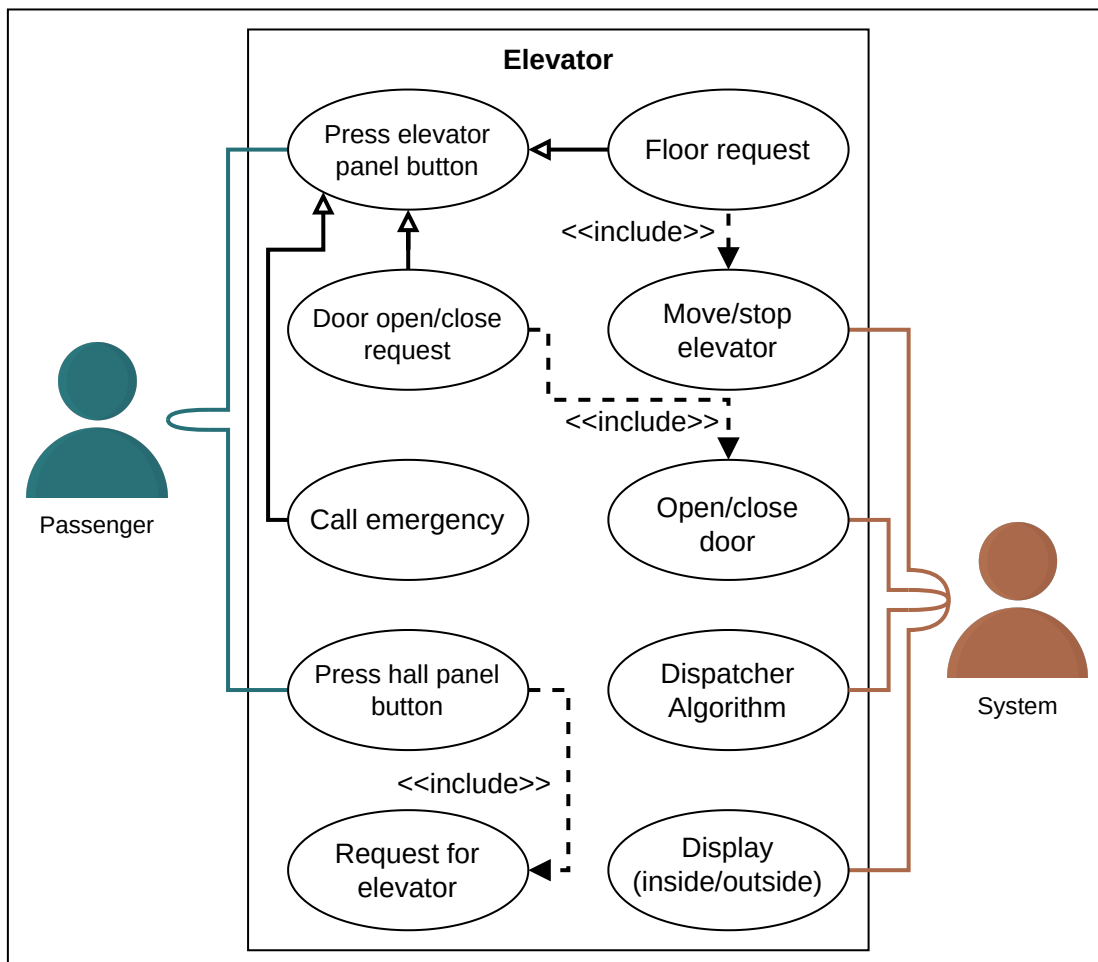 Elevator
Press elevator
panel button
Floor request
<<include>>
Door open/close
request
Move/stop
elevator
<<include>>
Passenger
Call emergency
Open/close
door
Press hall panel
button
Dispatcher
Algorithm
System
<<include>>
Request for
elevator
Display
(inside/outside)